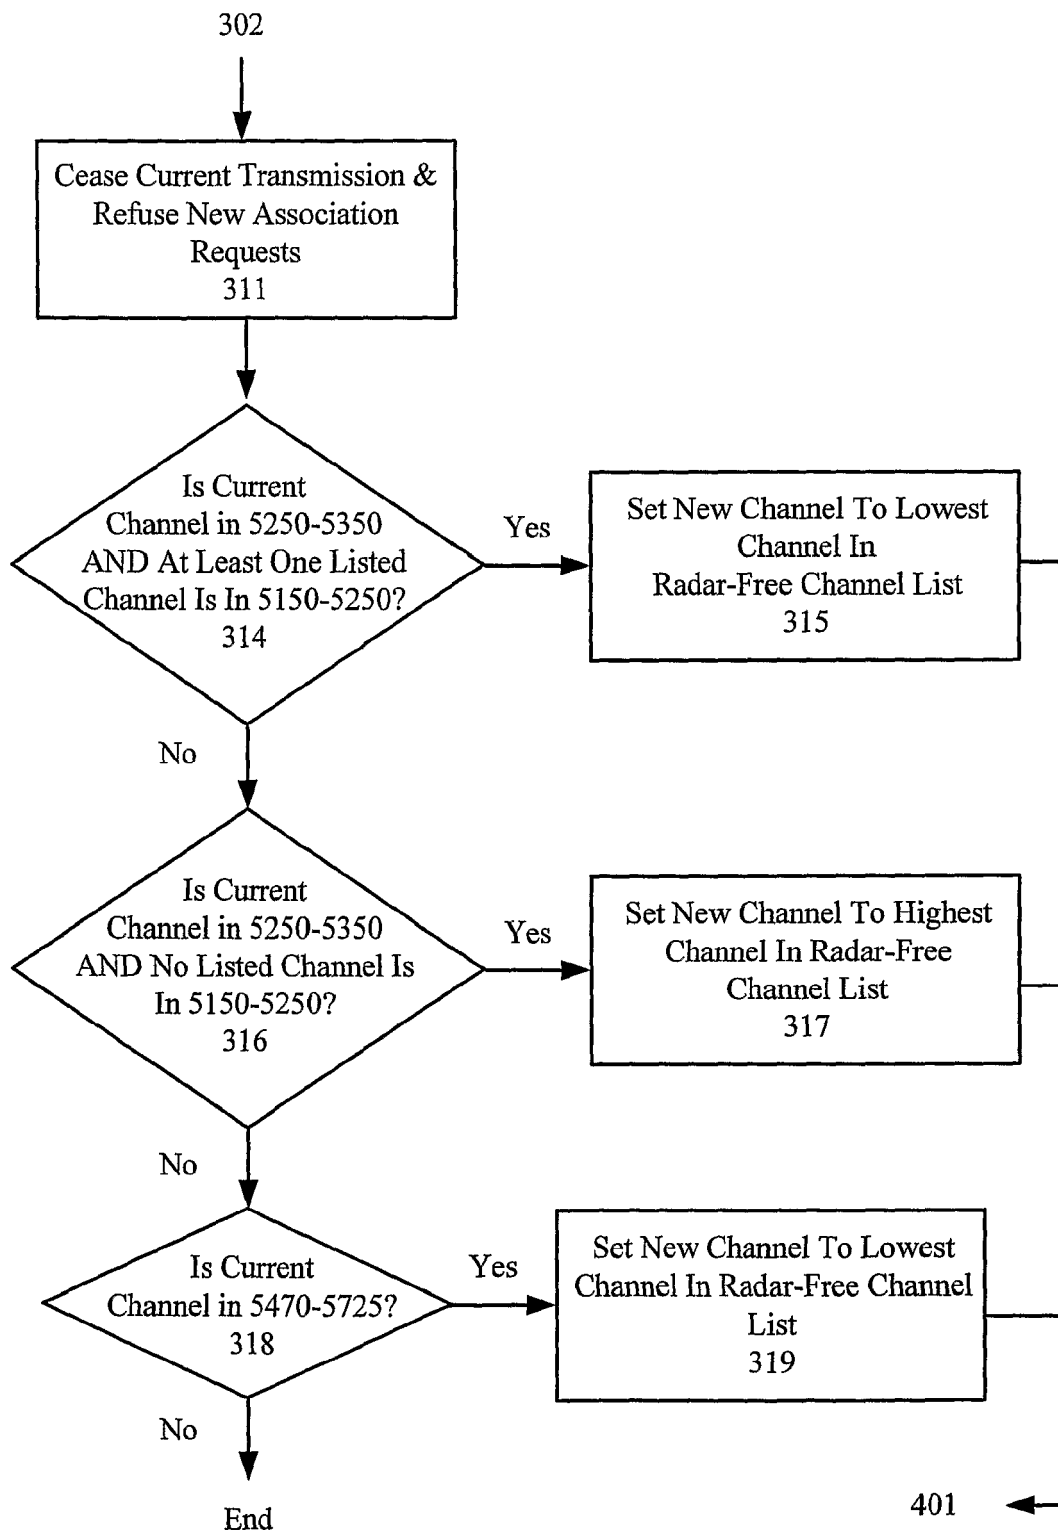 302
Cease Current Transmission &
Refuse New Association
Requests
311
Is Current
Channel in 5250-5350
AND At Least One Listed
Channel Is In 5150-5250?
314
Yes
Set New Channel To Lowest
Channel In
Radar-Free Channel List
315
No
Is Current
Channel in 5250-5350
AND No Listed Channel Is
In 5150-5250?
316
Yes
Set New Channel To Highest
Channel In Radar-Free
Channel List
317
No
Is Current
Channel in 5470-5725?
318
Yes
Set New Channel To Lowest
Channel In Radar-Free Channel
List
319
No
End
401